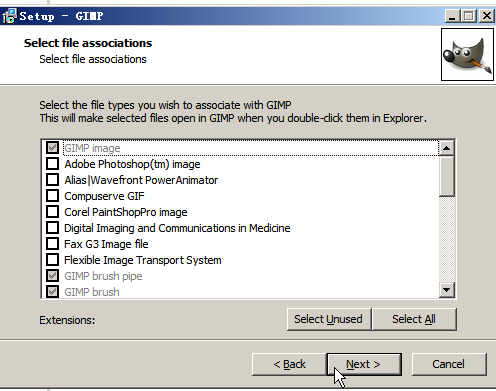 Setup - GIMP
Select file associations
Select file associations
Select the file types you wish to associate with GIMP
This will make selected files open in GIMP when you double-click them in Explorer.
GIMP image
Adobe Photoshop(tm) image
Alias|Wavefront PowerAnimator
Compuserve GIF
Corel PaintShopPro image
Digital Imaging and Communications in Medicine
Fax G3 Image file
Flexible Image Transport System
GIMP brush pipe
GIMP brush
Extensions:
Select Unused
Select All
< Back
Next >
Cancel